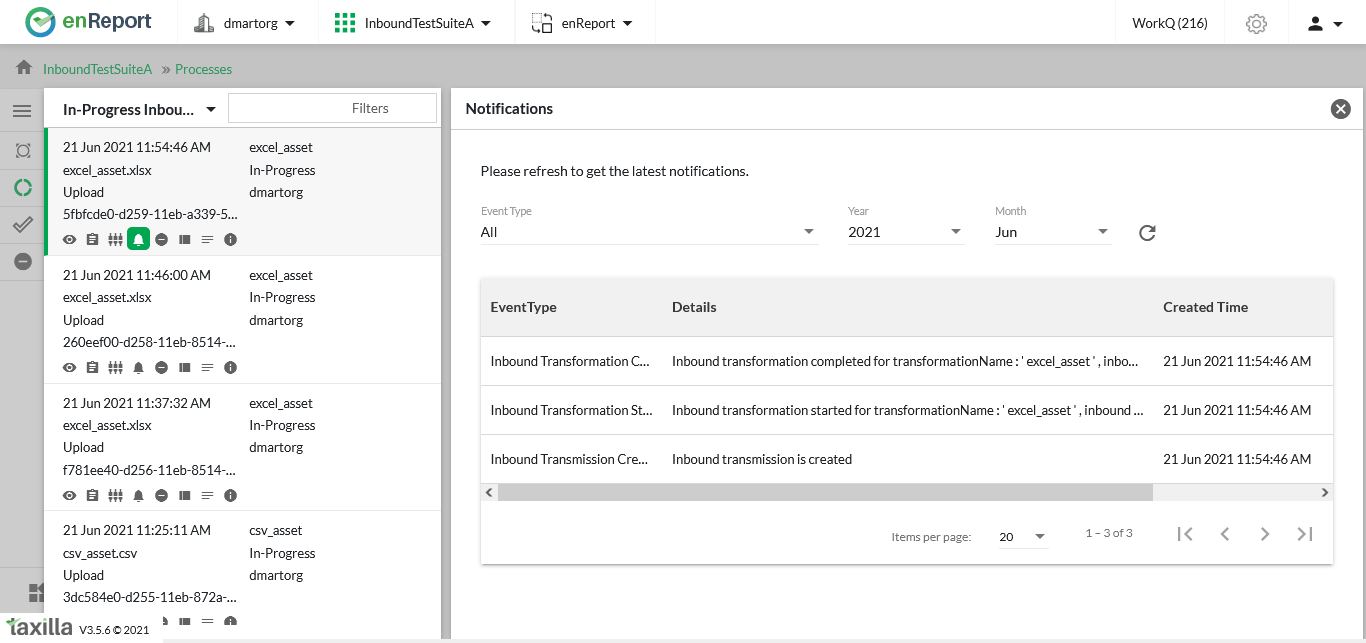 enReport
dmartorg
InboundTestSuiteA
enReport
WorkQ (216)
InboundTestSuiteA » Processes
In-Progress Inbou...
Filters
21 Jun 2021 11:54:46 AM excel_asset
excel_asset.xlsx In-Progress
Upload dmartorg
5fbfcde0-d259-11eb-a339-5...
21 Jun 2021 11:46:00 AM excel_asset
excel_asset.xlsx In-Progress
Upload dmartorg
260eef00-d258-11eb-8514-...
21 Jun 2021 11:37:32 AM excel_asset
excel_asset.xlsx In-Progress
Upload dmartorg
f781ee40-d256-11eb-8514-...
21 Jun 2021 11:25:11 AM csv_asset
csv_asset.csv In-Progress
Upload dmartorg
3dc584e0-d255-11eb-872a-...
taxilla V3.5.6 © 2021
Notifications
Please refresh to get the latest notifications.
Event Type Year Month
All 2021 Jun
EventType Details Created Time
Inbound Transformation C... Inbound transformation completed for transformationName : ' excel_asset ' , inbo... 21 Jun 2021 11:54:46 AM
Inbound Transformation St... Inbound transformation started for transformationName : ' excel_asset ' , inbound ... 21 Jun 2021 11:54:46 AM
Inbound Transmission Cre... Inbound transmission is created 21 Jun 2021 11:54:46 AM
Items per page: 20 1 – 3 of 3